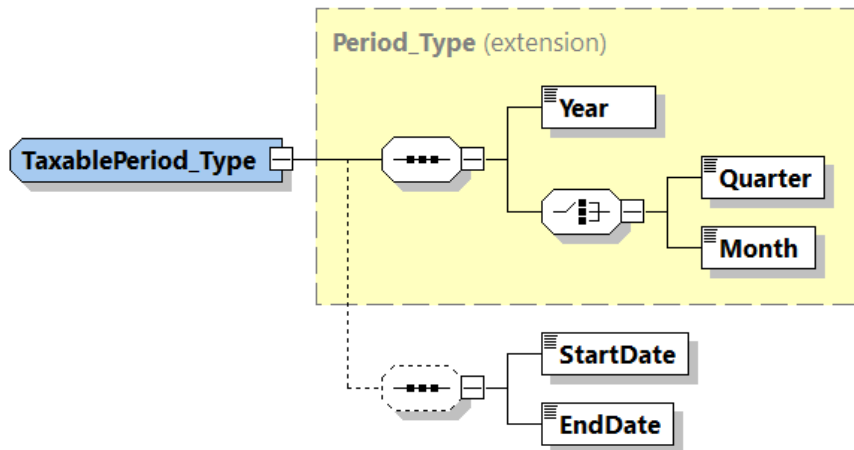 Period_Type (extension)
Year
TaxablePeriod_Type
Quarter
Month
StartDate
EndDate